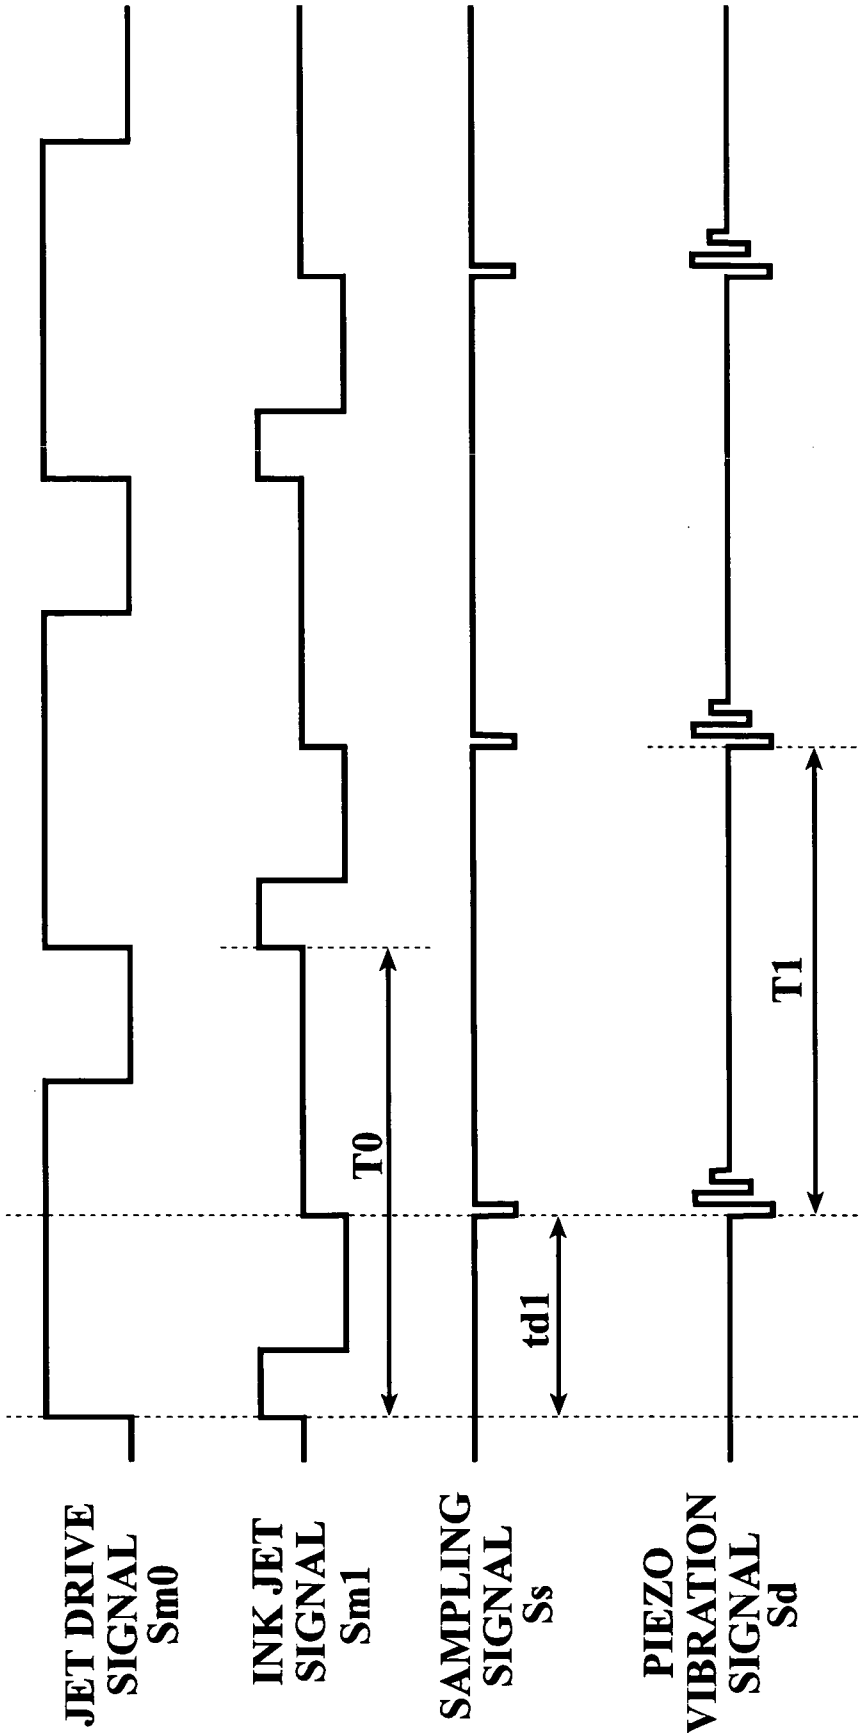 JET DRIVE
SIGNAL
Sm0
INK JET
SIGNAL
Sm1
T0
SAMPLING
SIGNAL
Ss
td1
PIEZO
VIBRATION
SIGNAL
Sd
T1